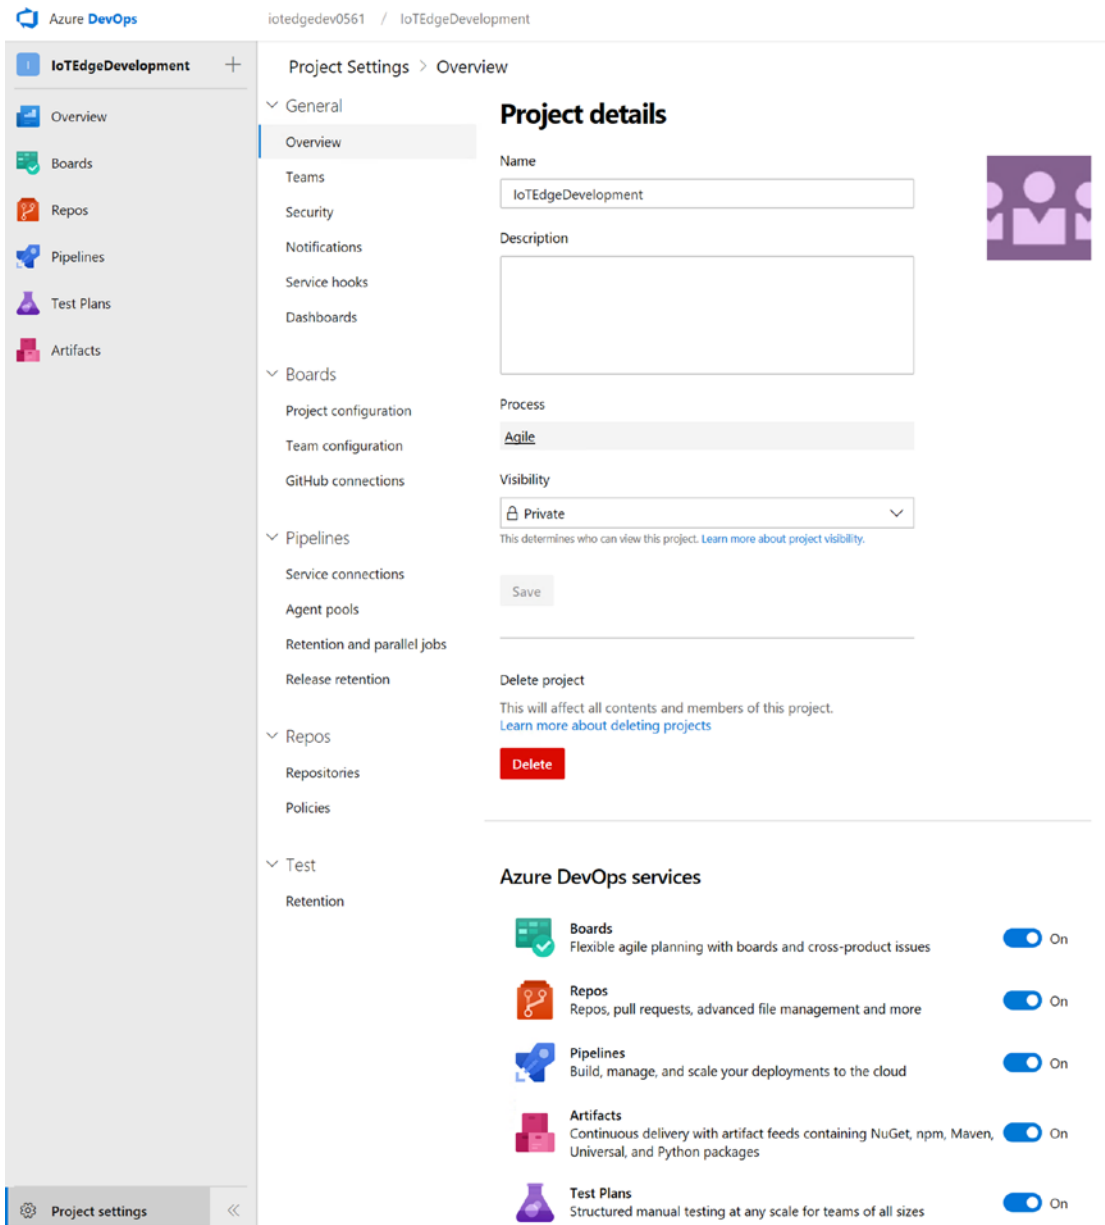 Azure DevOps
iotedgedev0561 / IoTEdgeDevelopment
I IoTEdgeDevelopment
Overview
Boards
Repos
Pipelines
Test Plans
Artifacts
Project settings
Project Settings > Overview
General
Overview
Teams
Security
Notifications
Service hooks
Dashboards
Boards
Project configuration
Team configuration
GitHub connections
Pipelines
Service connections
Agent pools
Retention and parallel jobs
Release retention
Repos
Repositories
Policies
Test
Retention
Project details
Name
IoTEdgeDevelopment
Description
Process
Agile
Visibility
Private
This determines who can view this project. Learn more about project visibility.
Save
Delete project
This will affect all contents and members of this project.
Learn more about deleting projects
Delete
Azure DevOps services
Boards
Flexible agile planning with boards and cross-product issues
On
Repos
Repos, pull requests, advanced file management and more
On
Pipelines
Build, manage, and scale your deployments to the cloud
On
Artifacts
Continuous delivery with artifact feeds containing NuGet, npm, Maven,
Universal, and Python packages
On
Test Plans
Structured manual testing at any scale for teams of all sizes
On